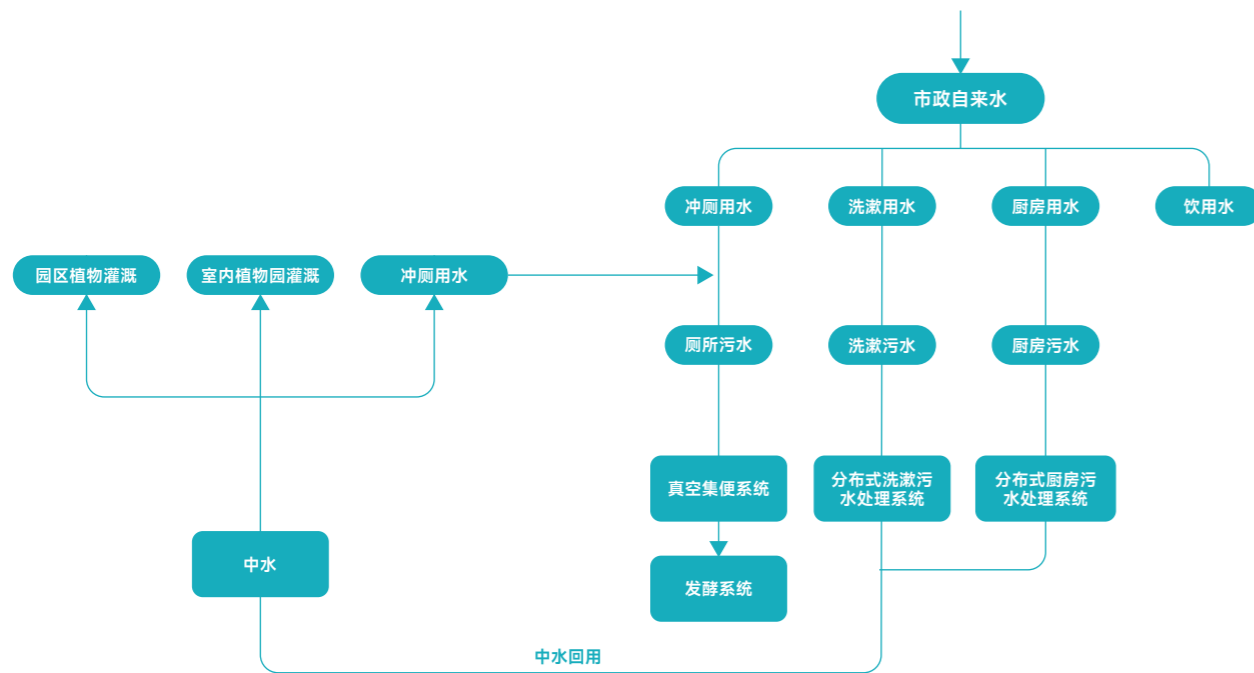 市政自来水
冲厕用水
洗漱用水
厨房用水
饮用水
园区植物灌溉
室内植物园灌溉
冲厕用水
厕所污水
洗漱污水
厨房污水
真空集便系统
分布式洗漱污
水处理系统
分布式厨房污
水处理系统
中水
发酵系统
中水回用